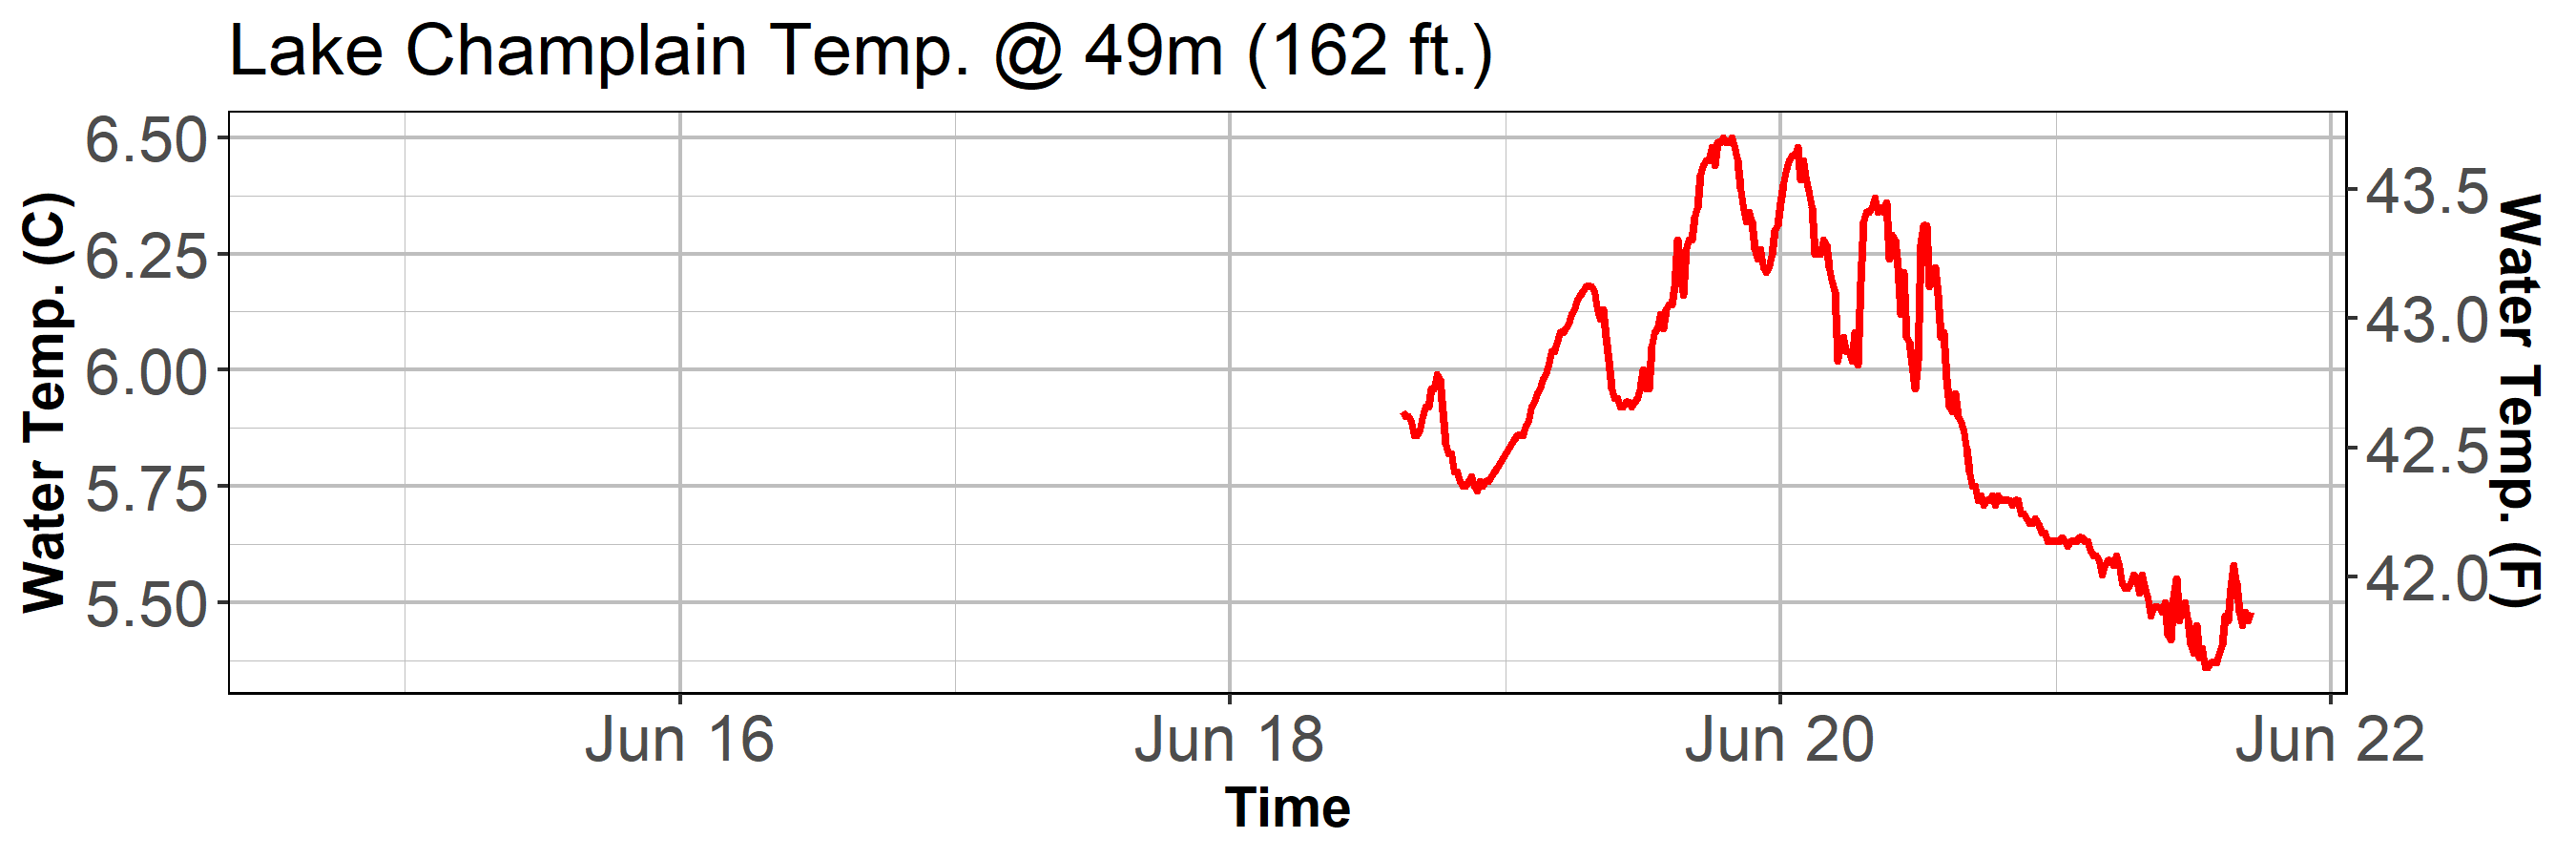 Lake Champlain Temp. @ 49m (162 ft.)
Water Temp. (C)
6.50
6.25
6.00
5.75
5.50
43.5
43.0
42.5
42.0
Water Temp. (F)
Jun 16
Jun 18
Jun 20
Jun 22
Time